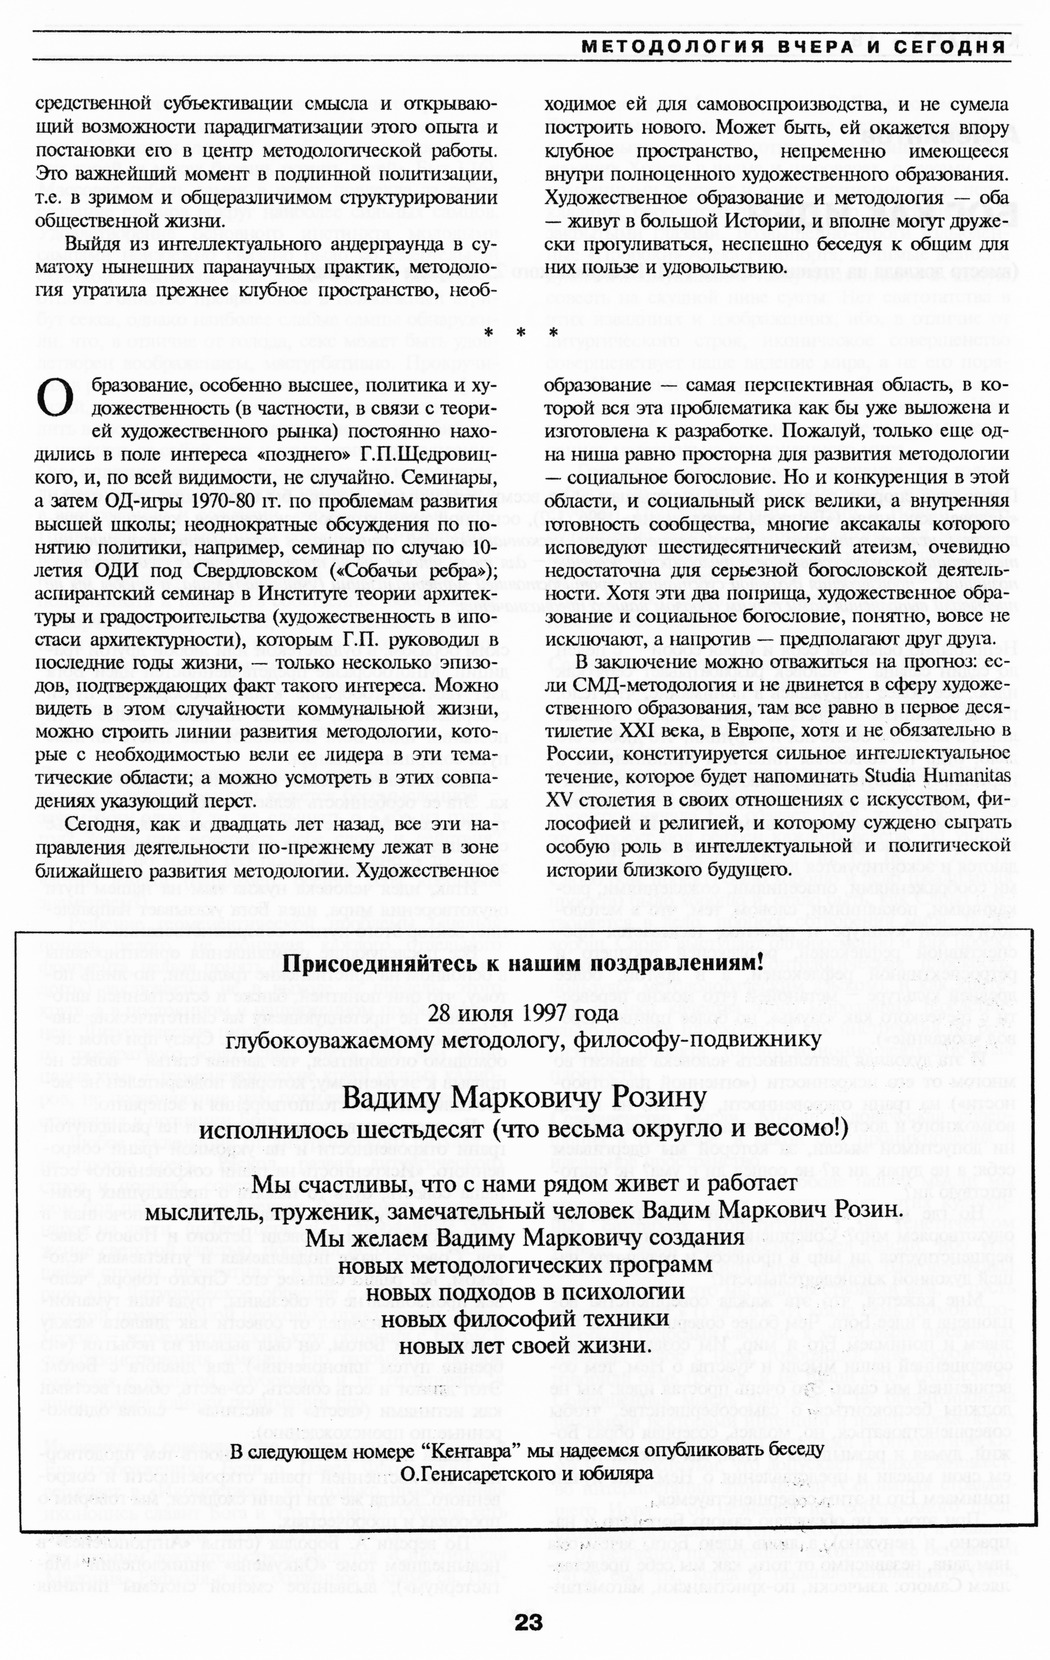 МЕТОДОЛОГИЯ ВЧЕРА И СЕГОДНЯ
средственной субъективации смысла и открываю-
щий возможности парадигматизации этого опыта и
постановки его в центр методологической работы.
Это важнейший момент в подлинной политизации,
т.е. в зримом и общеразличимом структурировании
общественной жизни.
Выйдя из интеллектуального андерграунда в су-
матоху нынешних паранаучных практик, методоло-
гия утратила прежнее клубное пространство, необ-
ходимое ей для самовоспроизводства, и не сумела
построить нового. Может быть, ей окажется впору
клубное пространство, непременно имеющееся
внутри полноценного художественного образования.
Художественное образование и методология — оба
— живут в большой Истории, и вполне могут друже-
ски прогуливаться, неспешно беседуя к общим для
них пользе и удовольствию.
* * *
Образование, особенно высшее, политика и ху-
дожественность (в частности, в связи с теори-
ей художественного рынка) постоянно нахо-
дились в поле интереса «позднего» Г.П.Щедровиц-
кого, и, по всей видимости, не случайно. Семинары,
а затем ОД-игры 1970-80 гг. по проблемам развития
высшей школы; неоднократные обсуждения по по-
нятию политики, например, семинар по случаю 10-
летия ОДИ под Свердловском («Собачьи ребра»);
аспирантский семинар в Институте теории архитек-
туры и градостроительства (художественность в ипо-
стаси архитектурности), которым Г.П. руководил в
последние годы жизни, — только несколько эпизо-
дов, подтверждающих факт такого интереса. Можно
видеть в этом случайности коммунальной жизни,
можно строить линии развития методологии, кото-
рые с необходимостью вели ее лидера в эти тема-
тические области; а можно усмотреть в этих совпа-
дениях указующий перст.
Сегодня, как и двадцать лет назад, все эти на-
правления деятельности по-прежнему лежат в зоне
ближайшего развития методологии. Художественное
образование — самая перспективная область, в ко-
торой вся эта проблематика как бы уже выложена и
изготовлена к разработке. Пожалуй, только еще од-
на ниша равно просторна для развития методологии
— социальное богословие. Но и конкуренция в этой
области, и социальный риск велики, а внутренняя
готовность сообщества, многие аксакалы которого
исповедуют шестидесятнический атеизм, очевидно
недостаточна для серьезной богословской деятель-
ности. Хотя эти два поприща, художественное обра-
зование и социальное богословие, понятно, вовсе не
исключают, а напротив — предполагают друг друга.
В заключение можно отважиться на прогноз: ес-
ли СМД-методология и не двинется в сферу художе-
ственного образования, там все равно в первое деся-
тилетие XXI века, в Европе, хотя и не обязательно в
России, конституируется сильное интеллектуальное
течение, которое будет напоминать Studia Humanitas
XV столетия в своих отношениях с искусством, фи-
лософией и религией, и которому суждено сыграть
особую роль в интеллектуальной и политической
истории близкого будущего.
Присоединяйтесь к нашим поздравлениям!
28 июля 1997 года
глубокоуважаемому методологу, философу-подвижнику
Вадиму Марковичу Розину
исполнилось шестьдесят (что весьма округло и весомо!)
Мы счастливы, что с нами рядом живет и работает
мыслитель, труженик, замечательный человек Вадим Маркович Розин.
Мы желаем Вадиму Марковичу создания
новых методологических программ
новых подходов в психологии
новых философий техники
новых лет своей жизни.
В следующем номере “Кентавра” мы надеемся опубликовать беседу
О.Генисаретского и юбиляра
23